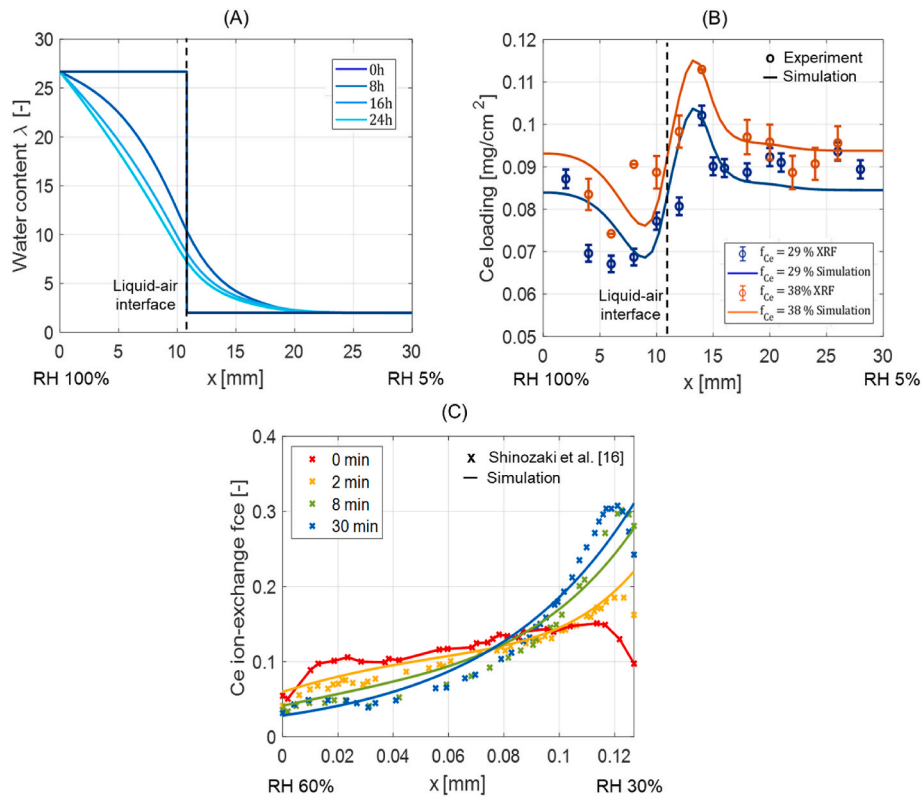 (A)
Water content λ [-]
30
25
20
15
10
5
0
0h
8h
16h
24h
Liquid-air
interface
0 5 10 15 20 25 30
RH 100% x [mm] RH 5%
(B)
Ce loading [mg/cm²]
0.12
0.11
0.1
0.09
0.08
0.07
0.06
0.05
Experiment
Simulation
f_Ce = 29 % XRF
f_Ce = 29 % Simulation
f_Ce = 38% XRF
f_Ce = 38 % Simulation
Liquid-air
interface
0 5 10 15 20 25 30
RH 100% x [mm] RH 5%
(C)
Ce ion-exchange fce [-]
0.4
0.3
0.2
0.1
0
0 min
2 min
8 min
30 min
x Shinozaki et al. [16]
Simulation
0 0.02 0.04 0.06 0.08 0.1 0.12
RH 60% x [mm] RH 30%